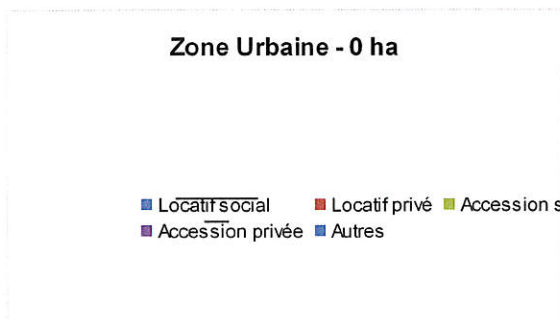 Zone Urbaine - 0 ha
Locatif social Locatif privé Accession s
Accession privée Autres